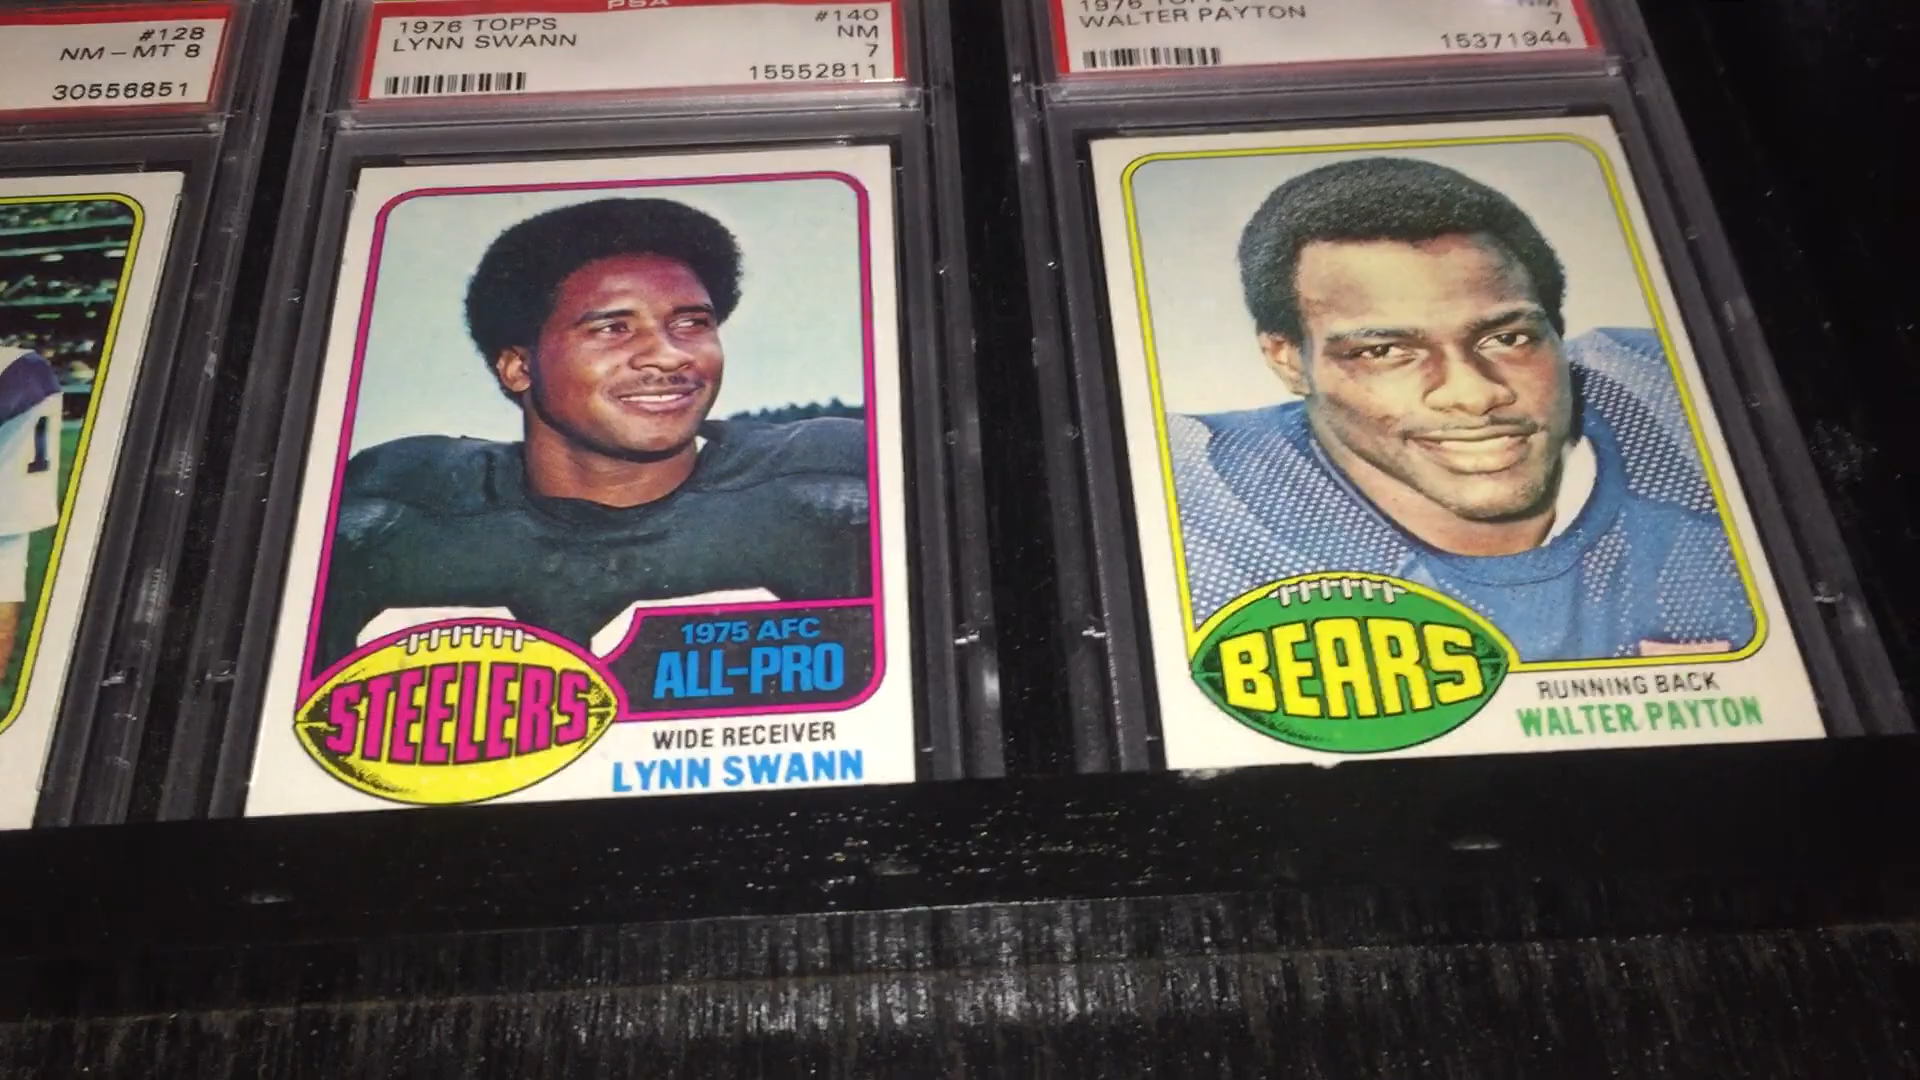 #128
NM-MT 8
30556851
PSA
1976 TOPPS #140
LYNN SWANN NM
7
15552811
1976 TOPPS NM
WALTER PAYTON 7
15371944
1
1975 AFC
ALL-PRO
STEELERS
WIDE RECEIVER
LYNN SWANN
BEARS
RUNNING BACK
WALTER PAYTON